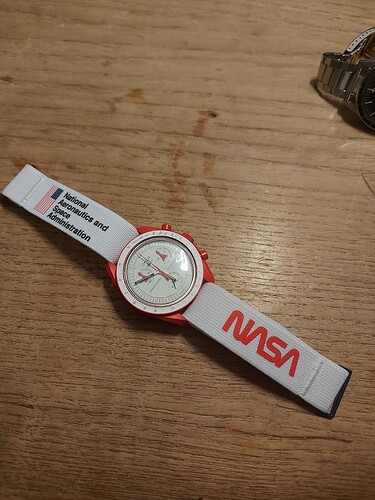 National
Aeronautics and
Space
Administration
NASA